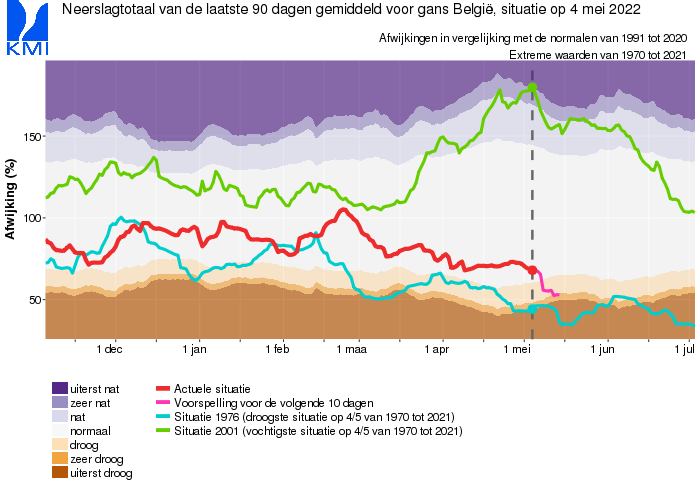 Neerslagtotaal van de laatste 90 dagen gemiddeld voor gans België, situatie op 4 mei 2022
KMI
Afwijkingen in vergelijking met de normalen van 1991 tot 2020
Extreme waarden van 1970 tot 2021
Afwijking (%)
150
100
50
1 dec
1 jan
1 feb
1 maa
1 apr
1 mei
1 jun
1 jul
uiterst nat
zeer nat
nat
normaal
droog
zeer droog
uiterst droog
Actuele situatie
Voorspelling voor de volgende 10 dagen
Situatie 1976 (droogste situatie op 4/5 van 1970 tot 2021)
Situatie 2001 (vochtigste situatie op 4/5 van 1970 tot 2021)